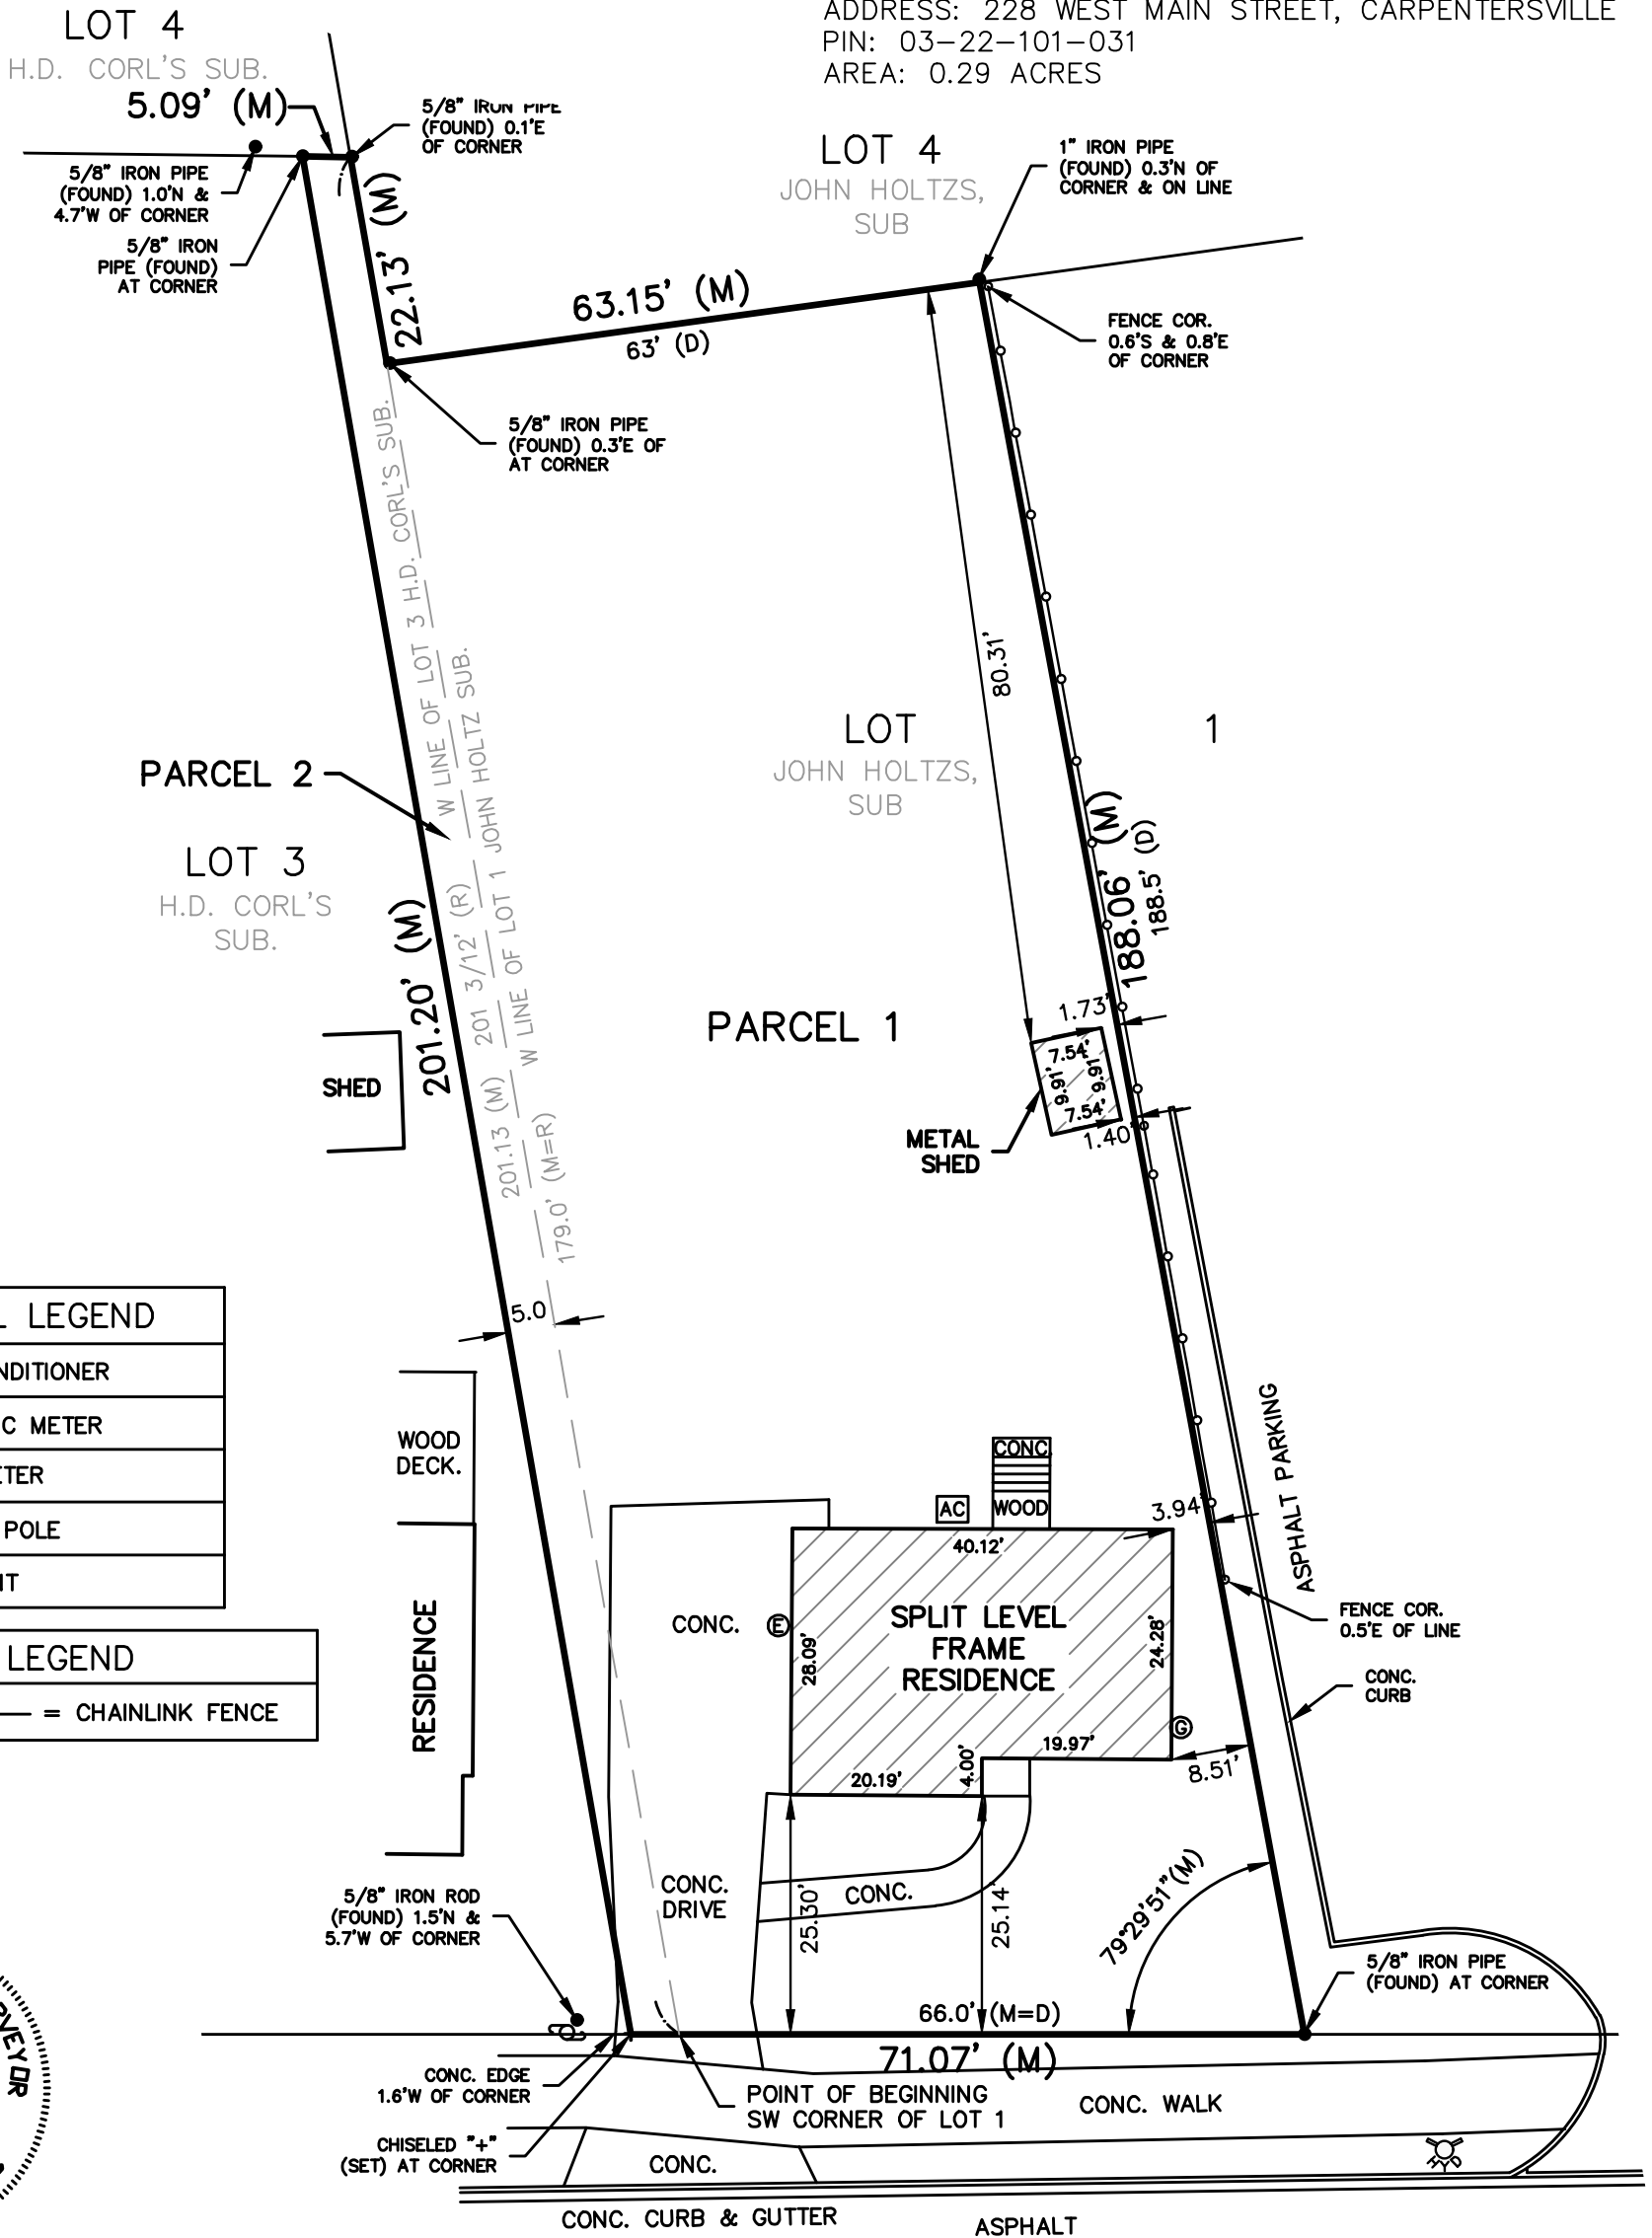 LOT 4
H.D. CORL'S SUB.
5.09' (M)
ADDRESS: 228 WEST MAIN STREET, CARPENTERSVILLE
PIN: 03-22-101-031
AREA: 0.29 ACRES
5/8" IRON PIPE
(FOUND) 0.1'E
OF CORNER
5/8" IRON PIPE
(FOUND) 1.0'N &
4.7'W OF CORNER
5/8" IRON
PIPE (FOUND)
AT CORNER
LOT 4
JOHN HOLTZS,
SUB
1" IRON PIPE
(FOUND) 0.3'N OF
CORNER & ON LINE
22.13' (M)
63.15' (M)
63' (D)
FENCE COR.
0.6'S & 0.8'E
OF CORNER
5/8" IRON PIPE
(FOUND) 0.3'E OF
AT CORNER
W LINE OF LOT 3 H.D. CORL'S SUB.
201.13 (M) 201 3/12' (R)
W LINE OF LOT 1 JOHN HOLTZ SUB.
179.0' (M=R)
80.31'
LOT 1
JOHN HOLTZS,
SUB
PARCEL 2
LOT 3
H.D. CORL'S
SUB.
201.20' (M)
188.06' (M)
188.5' (D)
PARCEL 1
SHED
1.73'
7.54'
9.91'
9.91'
7.54'
1.40'
METAL
SHED
5.0
L LEGEND
NDITIONER
C METER
ETER
POLE
NT
LEGEND
= CHAINLINK FENCE
WOOD
DECK.
RESIDENCE
CONC.
WOOD
AC
40.12'
3.94'
ASPHALT PARKING
CONC.
E
28.09'
SPLIT LEVEL
FRAME
RESIDENCE
24.28'
G
19.97'
4.00'
20.19'
8.51'
FENCE COR.
0.5'E OF LINE
CONC.
CURB
5/8" IRON ROD
(FOUND) 1.5'N &
5.7'W OF CORNER
CONC.
DRIVE
CONC.
25.30'
25.14'
79°29'51"(M)
5/8" IRON PIPE
(FOUND) AT CORNER
66.0' (M=D)
71.07' (M)
CONC. EDGE
1.6'W OF CORNER
POINT OF BEGINNING
SW CORNER OF LOT 1
CONC. WALK
CHISELED "+"
(SET) AT CORNER
CONC.
HYD
CONC. CURB & GUTTER
ASPHALT
RVEYOR